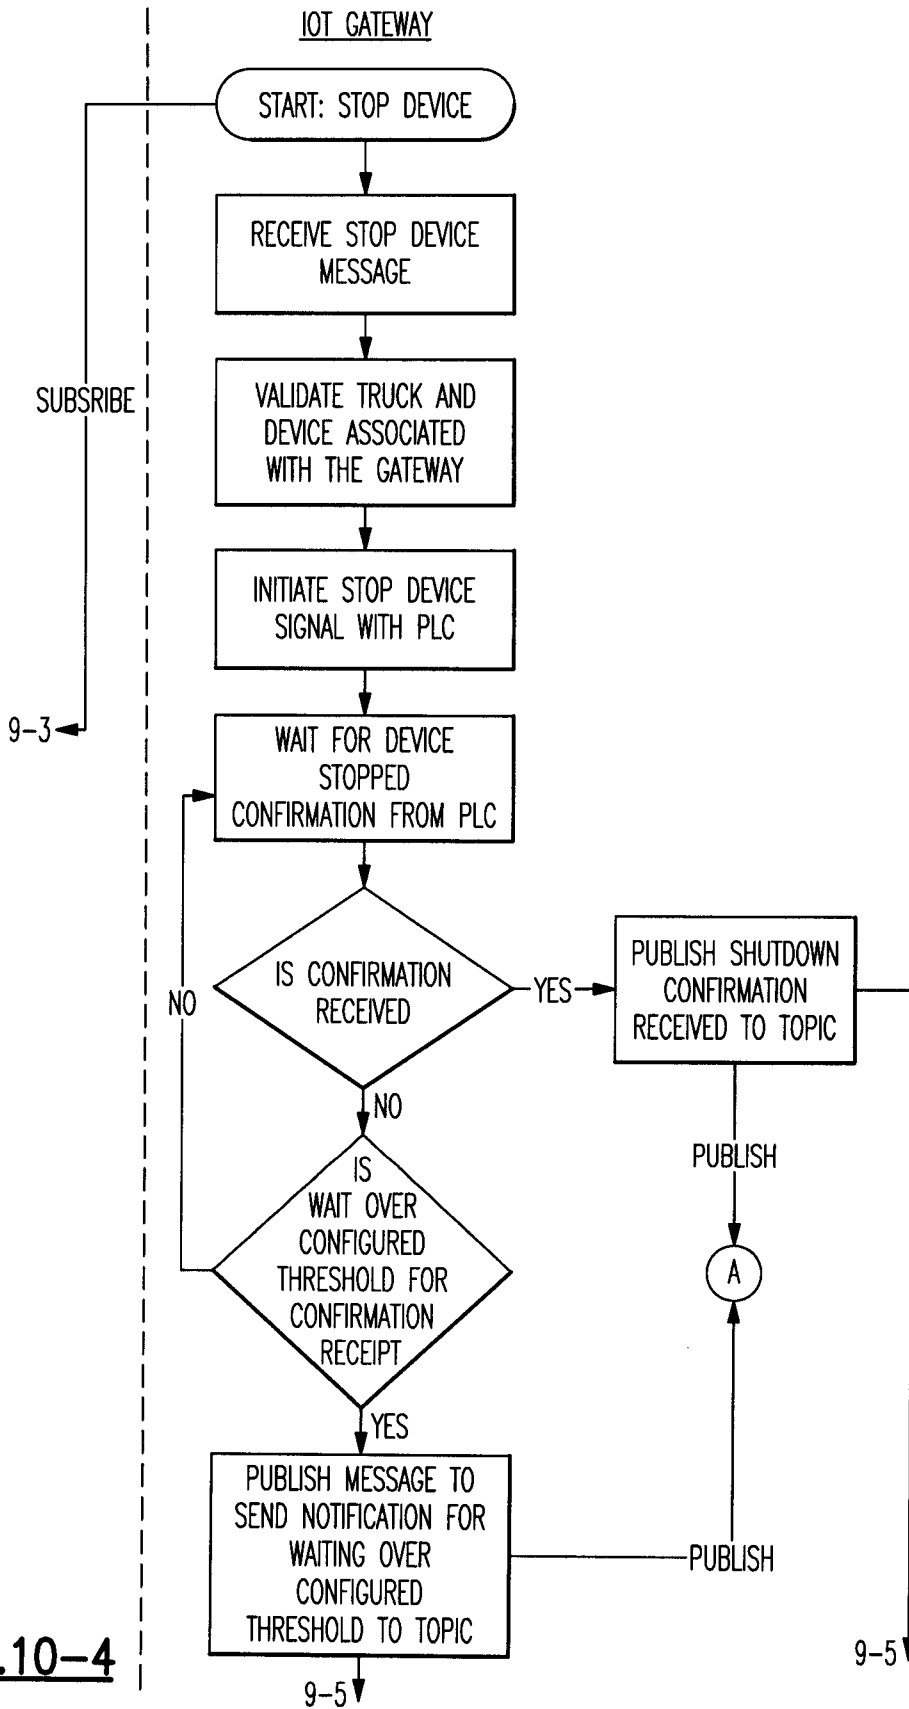 IOT GATEWAY
START: STOP DEVICE
RECEIVE STOP DEVICE
MESSAGE
SUBSRIBE
VALIDATE TRUCK AND
DEVICE ASSOCIATED
WITH THE GATEWAY
INITIATE STOP DEVICE
SIGNAL WITH PLC
9-3
WAIT FOR DEVICE
STOPPED
CONFIRMATION FROM PLC
IS CONFIRMATION
RECEIVED
YES
PUBLISH SHUTDOWN
CONFIRMATION
RECEIVED TO TOPIC
NO
NO
PUBLISH
IS
WAIT OVER
CONFIGURED
THRESHOLD FOR
CONFIRMATION
RECEIPT
A
YES
PUBLISH MESSAGE TO
SEND NOTIFICATION FOR
WAITING OVER
CONFIGURED
THRESHOLD TO TOPIC
PUBLISH
.10-4
9-5
9-5